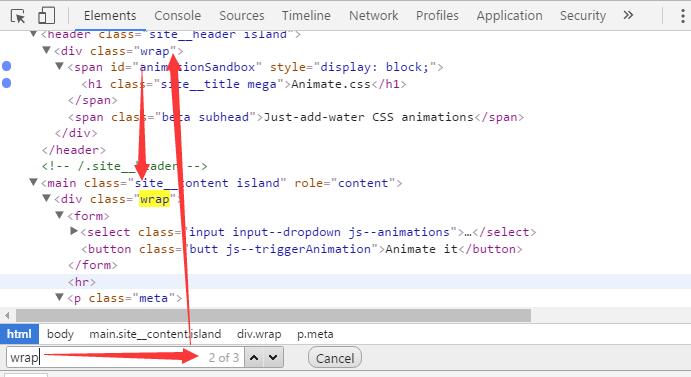 Elements Console Sources Timeline Profiles Application Security »
<header class="site__header island">
▼<div class="wrap">
▼<span id="animationSandbox" style="display: block;">
<h1 class="site__title mega">Animate.css</h1>
</span>
<span class="beta subhead">Just-add-water CSS animations</span>
</div>
</header>
<!-- /.site__header -->
▼<main class="site__content island" role="content">
▼<div class="wrap">
▼<form>
▶<select class="input input--dropdown js--animations">…</select>
<button class="butt js--triggerAnimation">Animate it</button>
</form>
<hr>
▼<p class="meta">
html body main.site__content.island div.wrap p.meta
wrap 2 of 3 Cancel